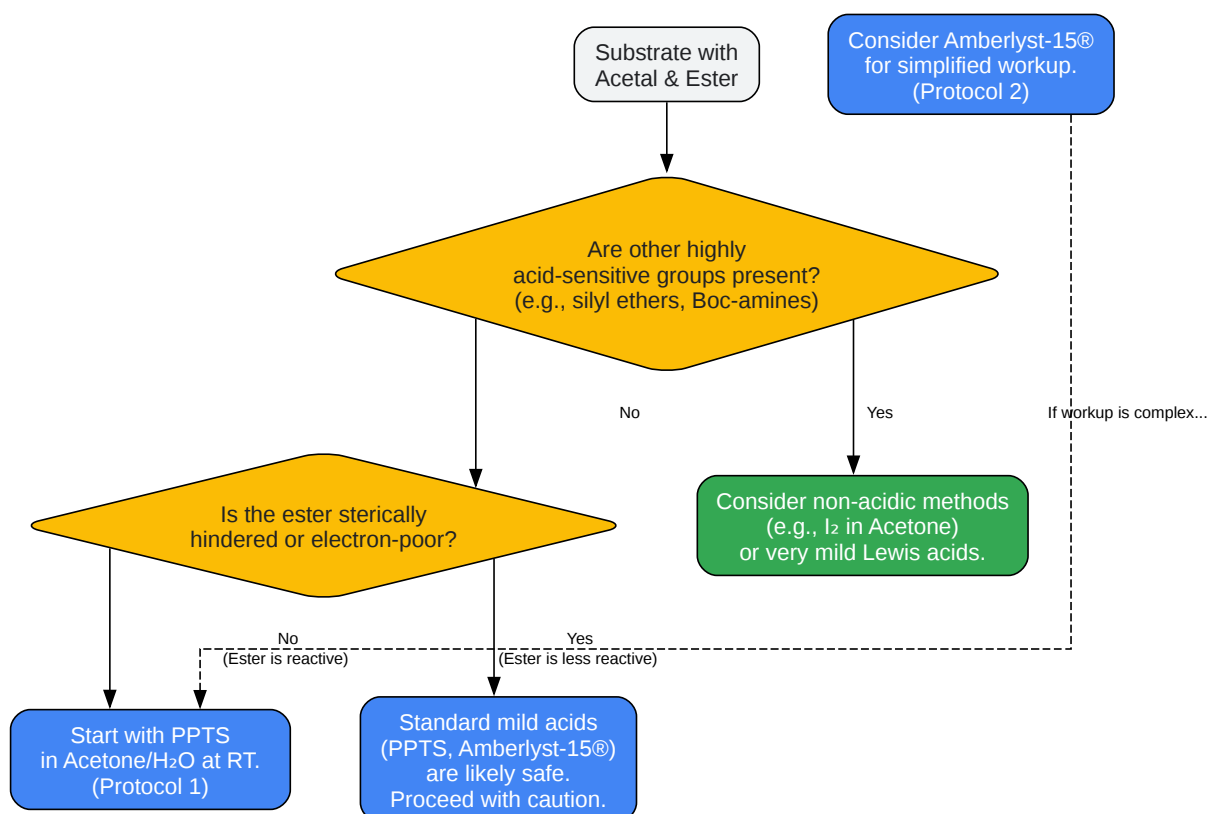 Substrate with
Acetal & Ester
Consider Amberlyst-15®
for simplified workup.
(Protocol 2)
Are other highly
acid-sensitive groups present?
(e.g., silyl ethers, Boc-amines)
No
Yes
If workup is complex...
Is the ester sterically
hindered or electron-poor?
Consider non-acidic methods
(e.g., I₂ in Acetone)
or very mild Lewis acids.
No
(Ester is reactive)
Yes
(Ester is less reactive)
Start with PPTS
in Acetone/H₂O at RT.
(Protocol 1)
Standard mild acids
(PPTS, Amberlyst-15®)
are likely safe.
Proceed with caution.